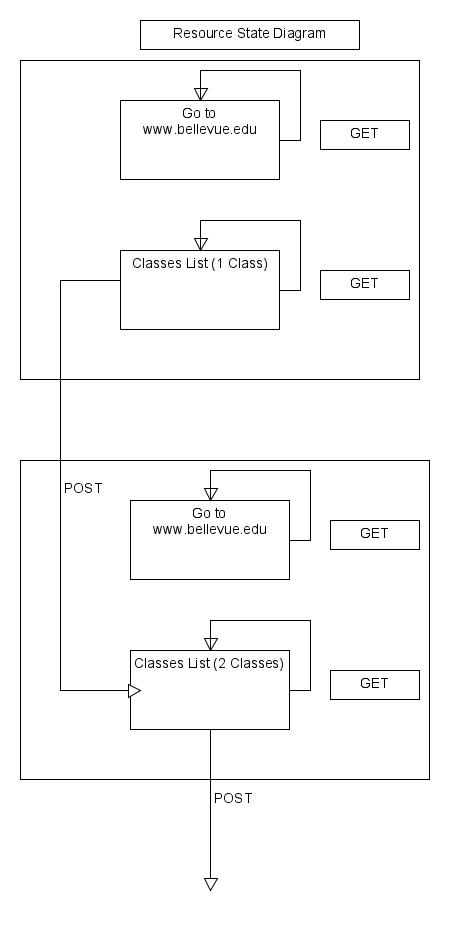 Resource State Diagram
Go to
www.bellevue.edu
GET
Classes List (1 Class)
GET
POST
Go to
www.bellevue.edu
GET
Classes List (2 Classes)
GET
POST